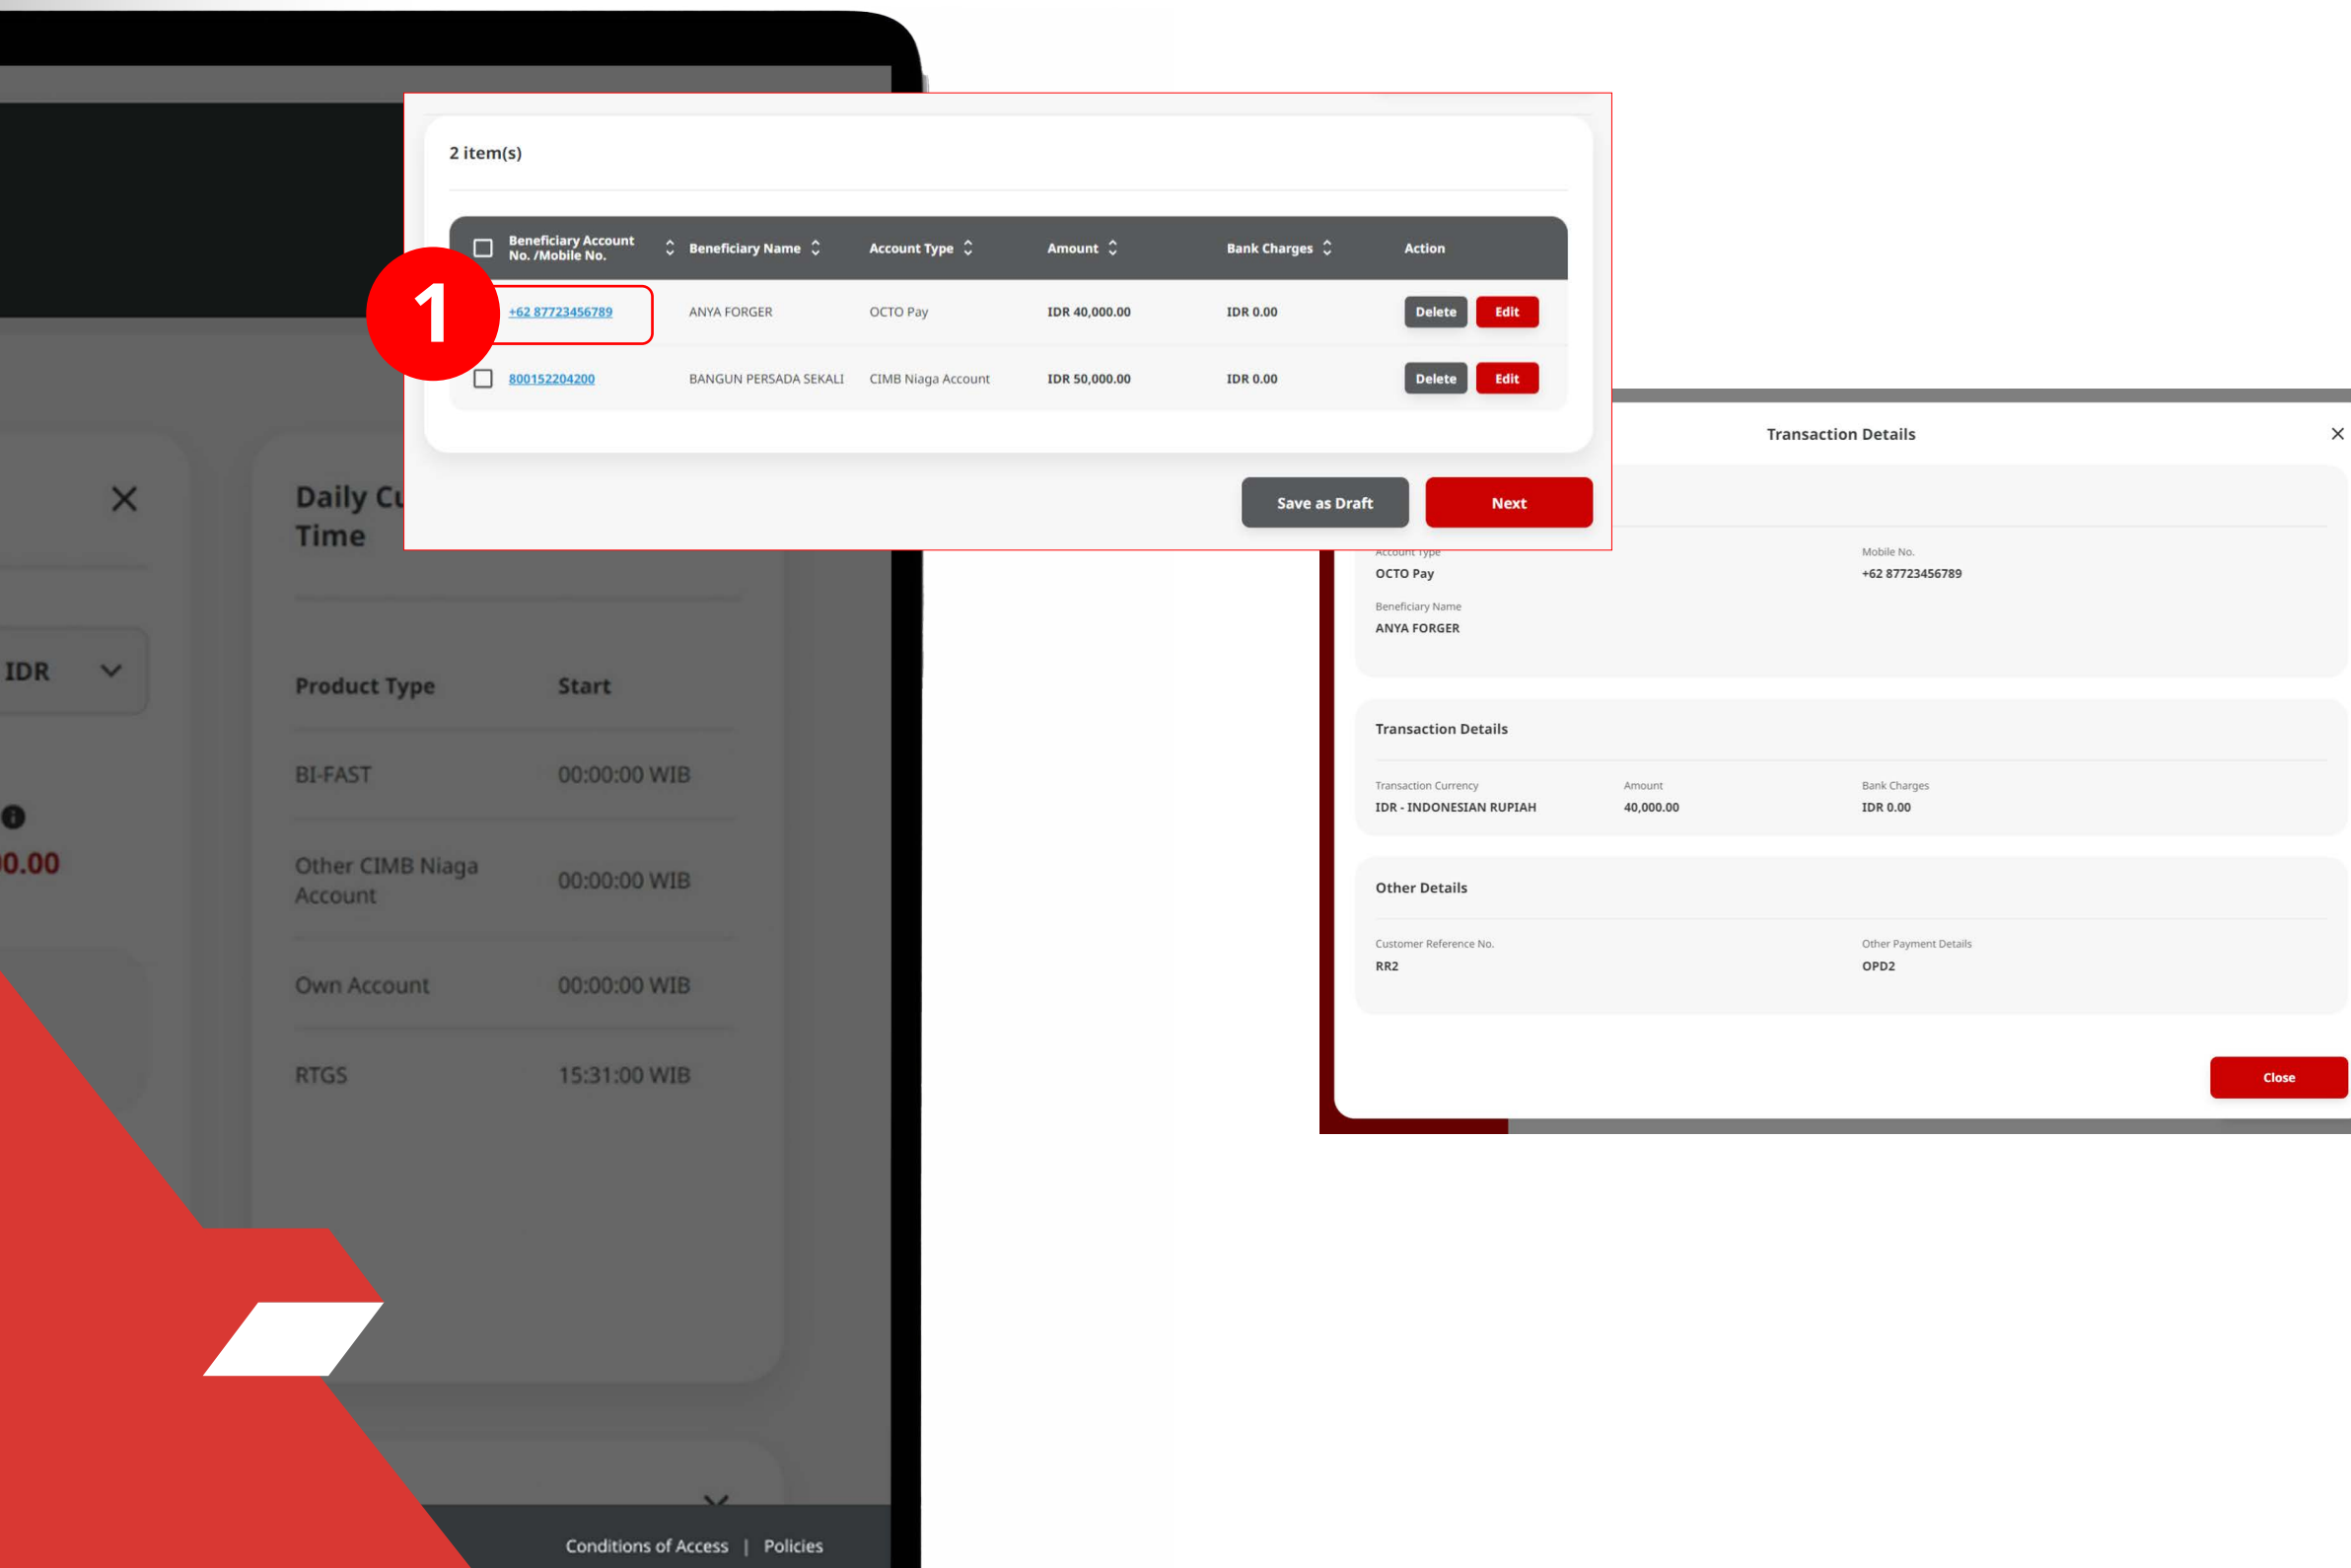 2 item(s)
Beneficiary Account
No. /Mobile No.
Beneficiary Name
Account Type
Amount
Bank Charges
Action
1
+62 87723456789
ANYA FORGER
OCTO Pay
IDR 40,000.00
IDR 0.00
Delete
Edit
800152204200
BANGUN PERSADA SEKALI
CIMB Niaga Account
IDR 50,000.00
IDR 0.00
Delete
Edit
Save as Draft
Next
Daily
Time
IDR
Product Type
Start
BI-FAST
00:00:00 WIB
0.00
Other CIMB Niaga
Account
00:00:00 WIB
Own Account
00:00:00 WIB
RTGS
15:31:00 WIB
Conditions of Access | Policies
Transaction Details
Account Type
OCTO Pay
Mobile No.
+62 87723456789
Beneficiary Name
ANYA FORGER
Transaction Details
Transaction Currency
IDR - INDONESIAN RUPIAH
Amount
40,000.00
Bank Charges
IDR 0.00
Other Details
Customer Reference No.
RR2
Other Payment Details
OPD2
Close